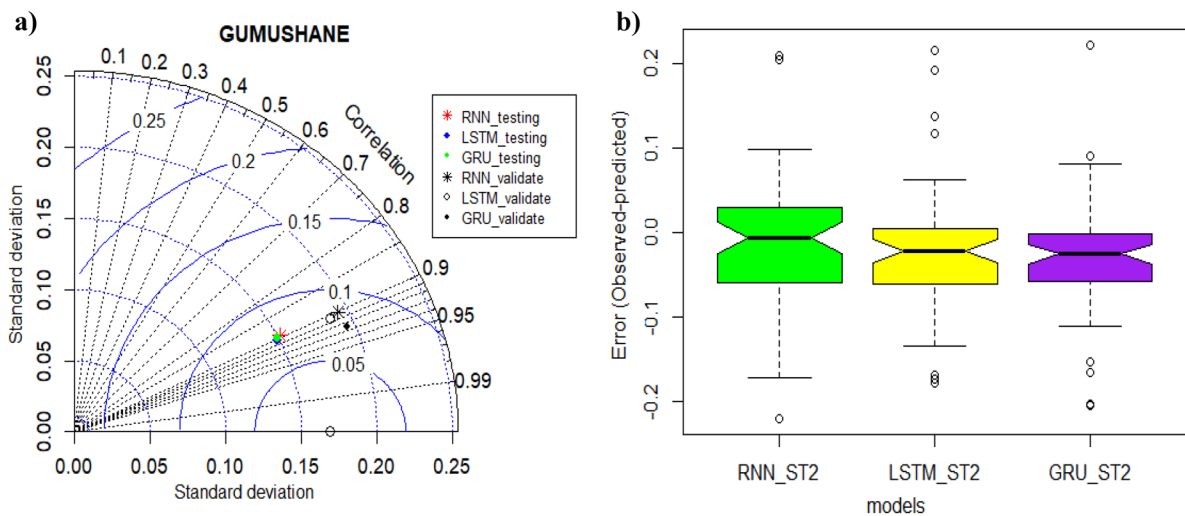 a)
GUMUSHANE
Standard deviation
0.25
0.20
0.15
0.10
0.05
0.00
0.1
0.2
0.3
0.4
0.5
0.6
0.7
0.8
0.9
0.95
0.99
Correlation
0.25
0.2
0.15
0.1
0.05
RNN_testing
LSTM_testing
GRU_testing
RNN_validate
LSTM_validate
GRU_validate
0.00 0.05 0.10 0.15 0.20 0.25
Standard deviation
b)
Error (Observed-predicted)
0.2
0.1
0.0
-0.1
-0.2
RNN_ST2 LSTM_ST2 GRU_ST2
models